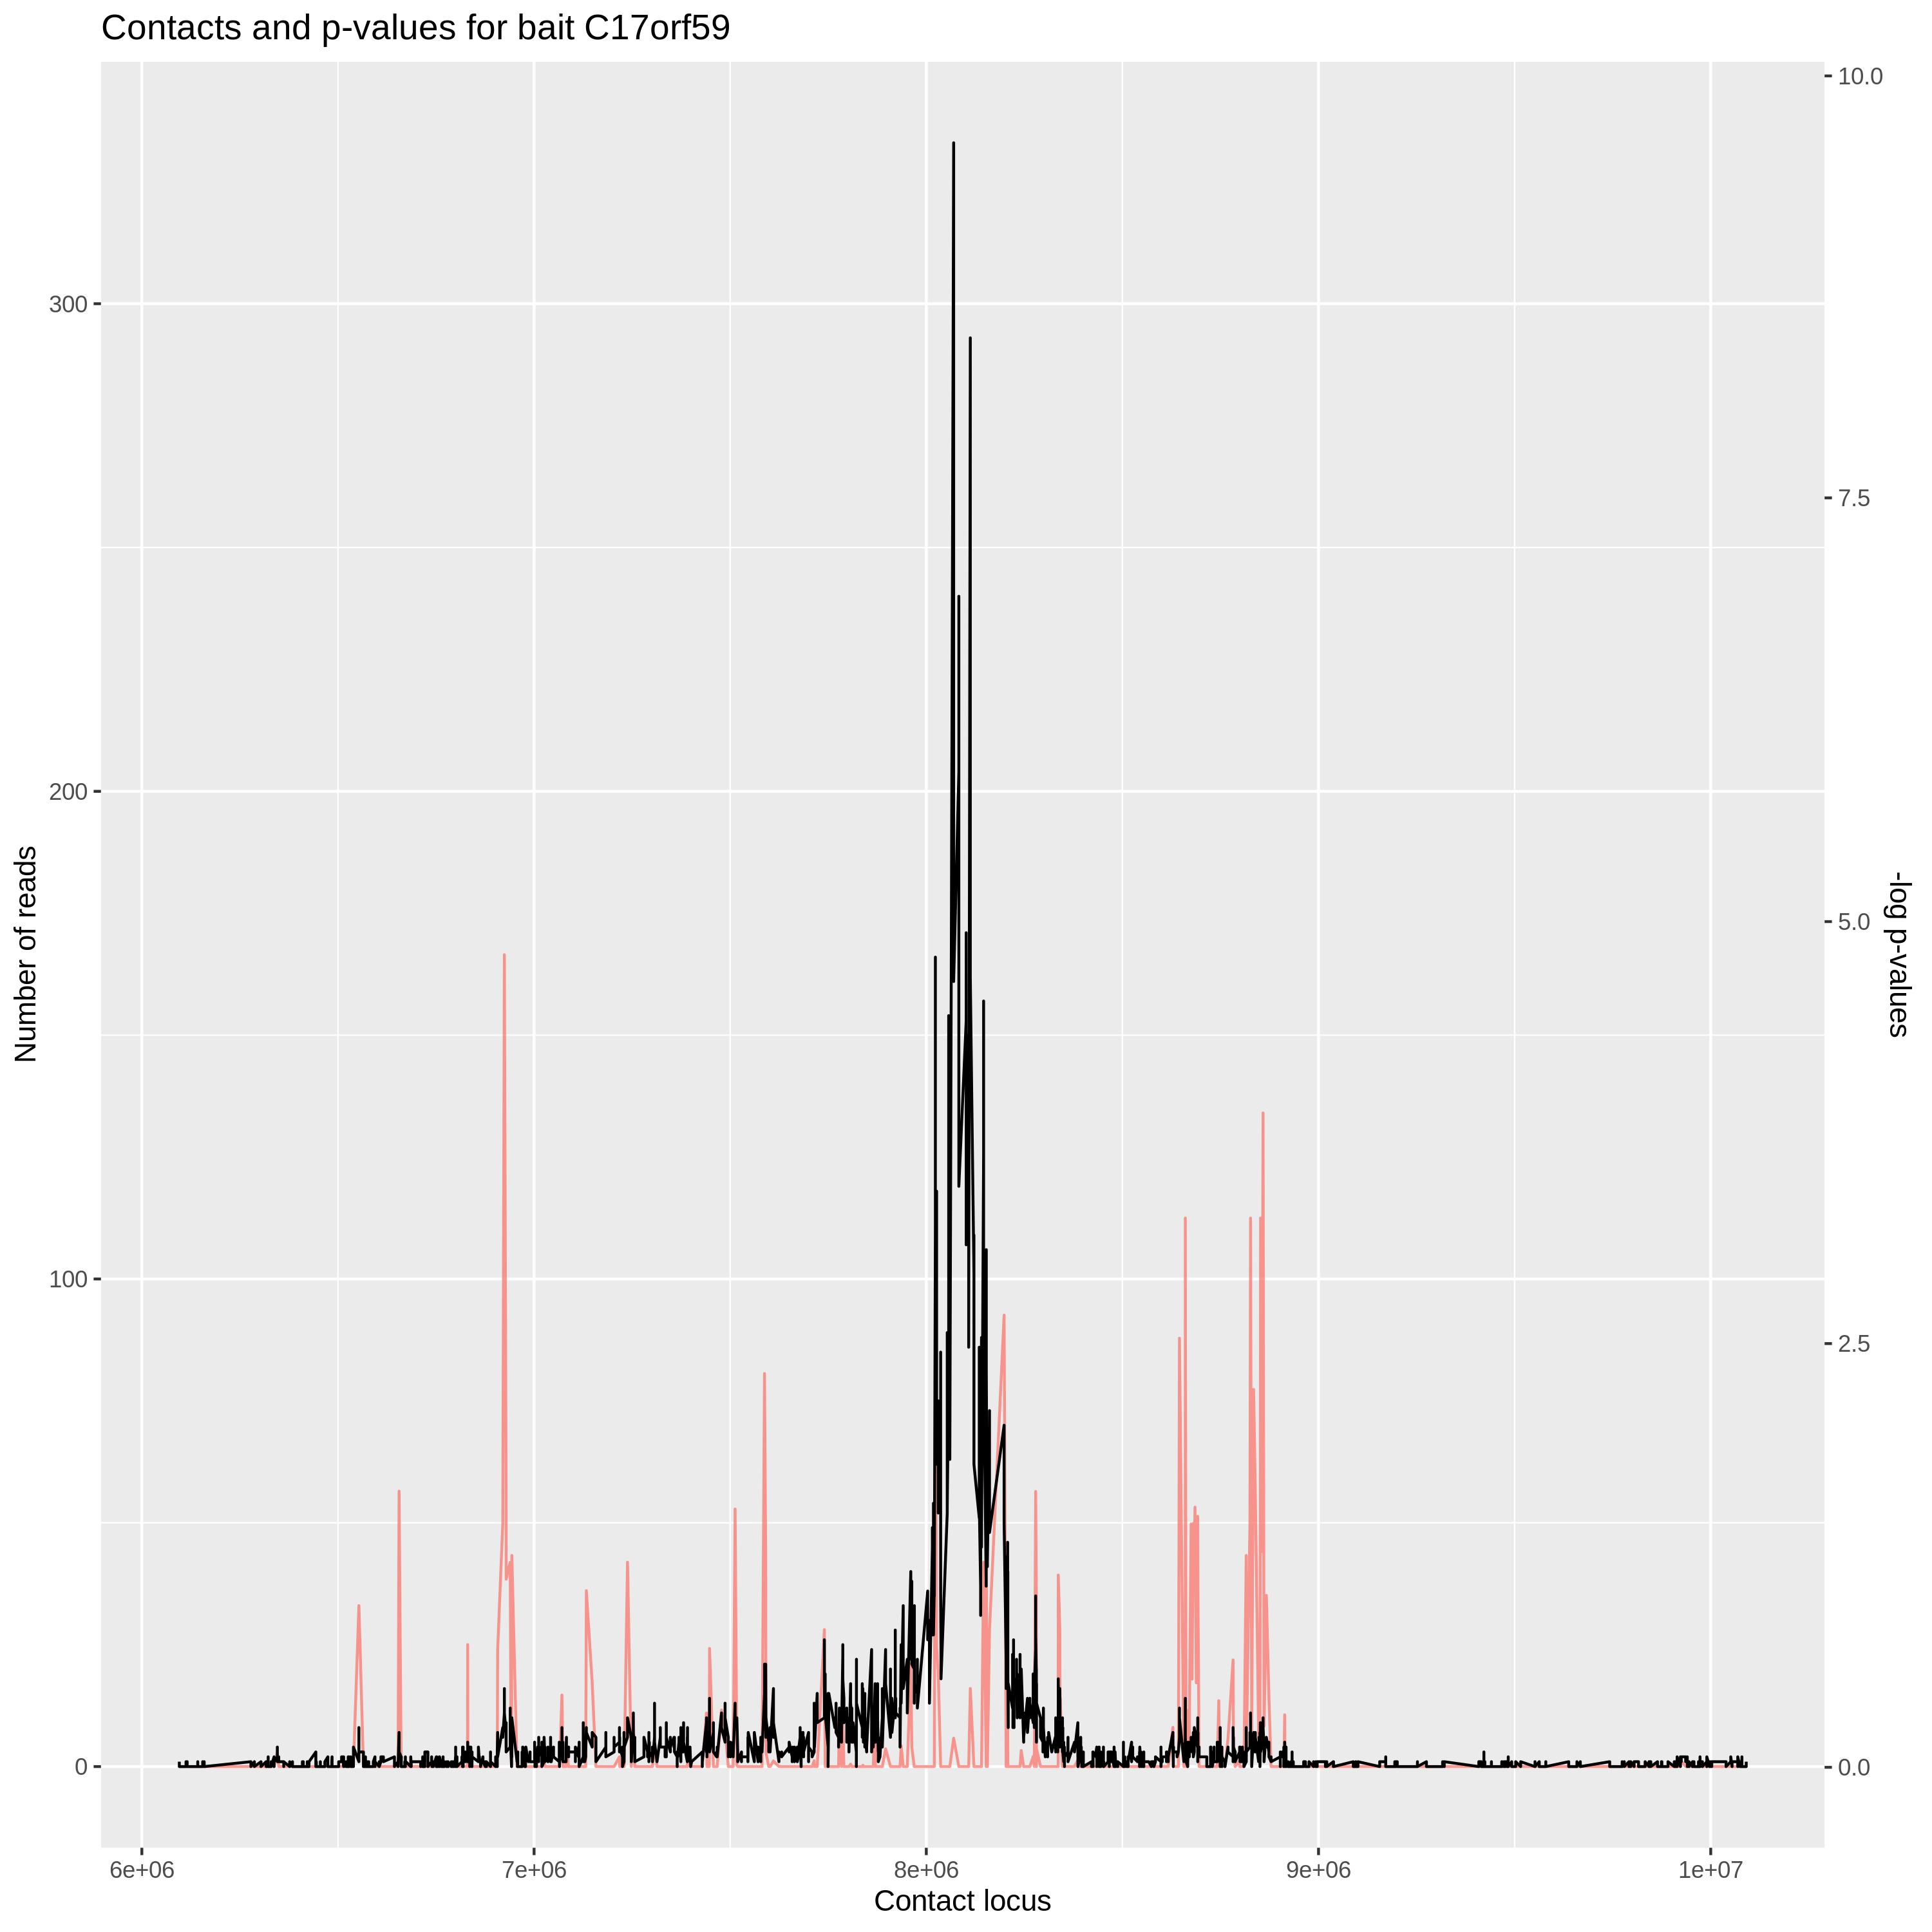 Contacts and p-values for bait C17orf59
Number of reads
300
200
100
0
10.0
7.5
5.0
2.5
0.0
-log p-values
6e+06
7e+06
8e+06
9e+06
1e+07
Contact locus